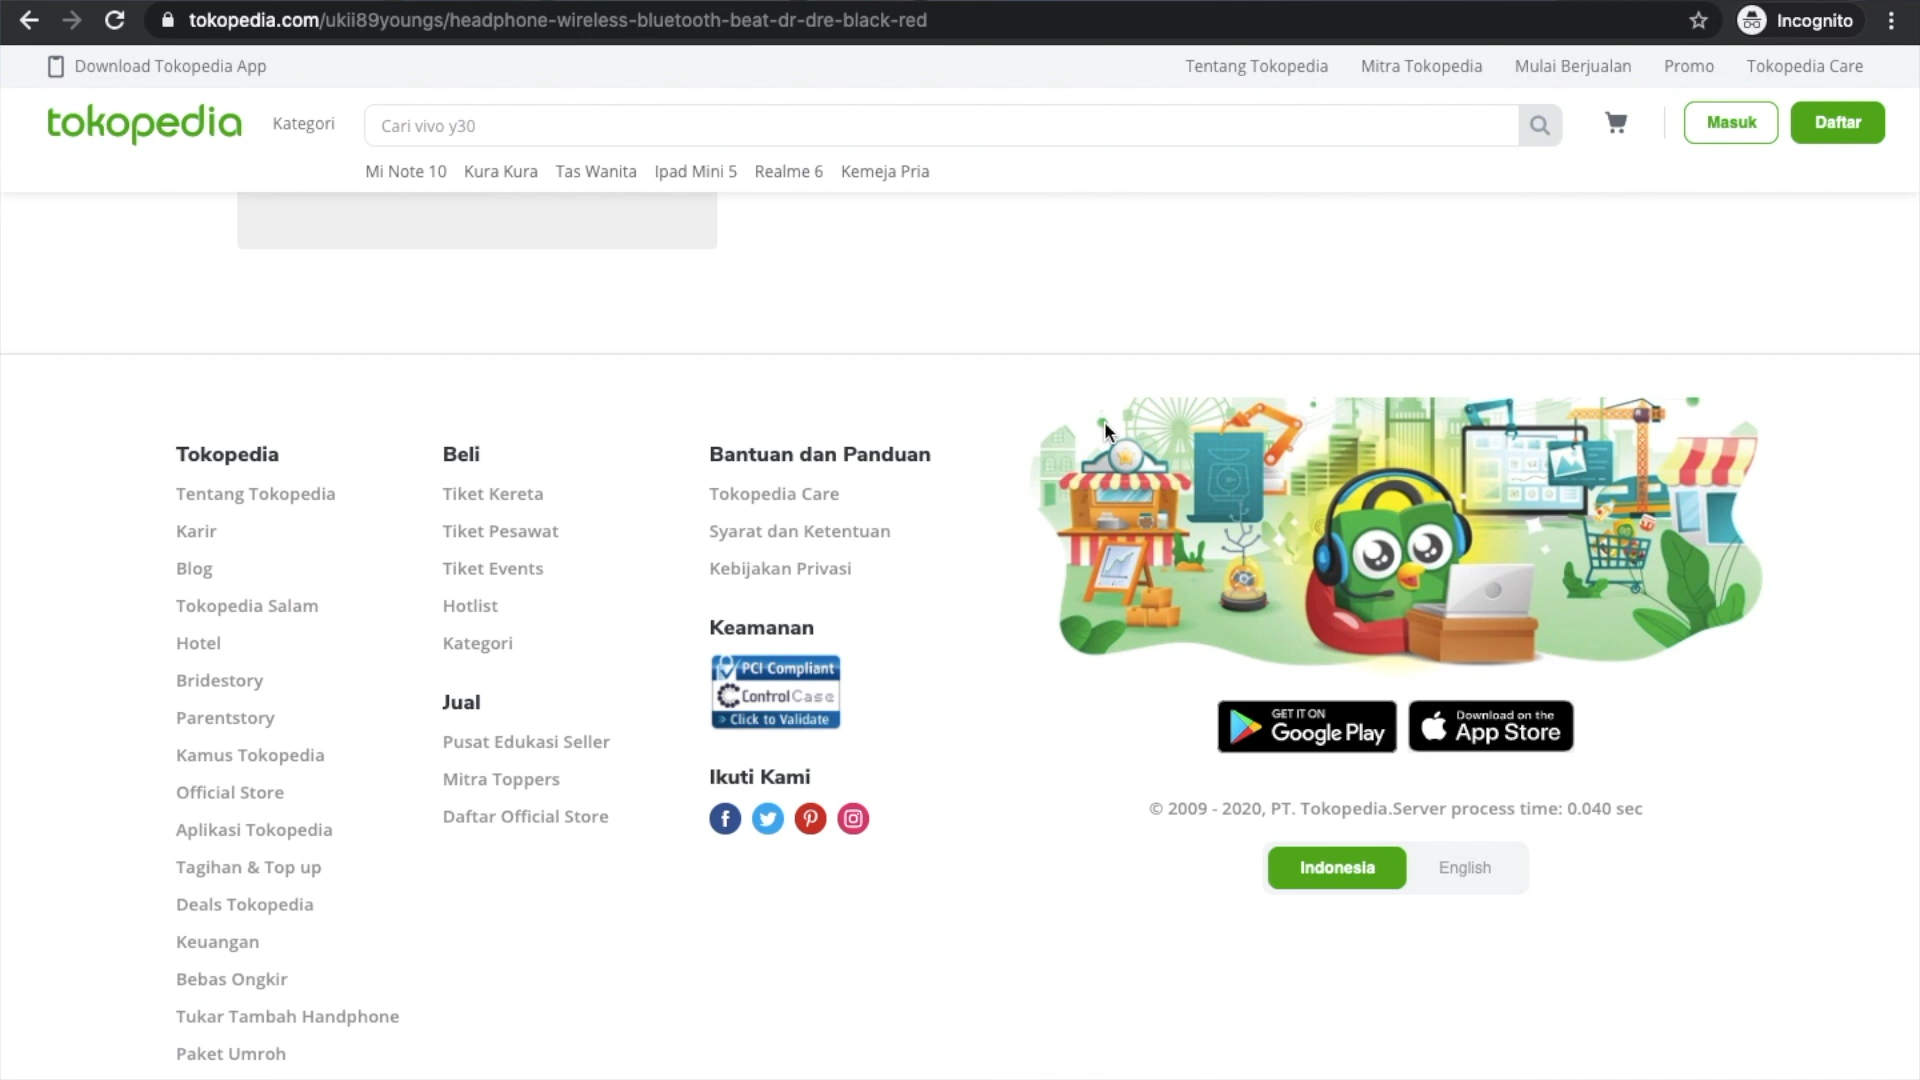 tokopedia.com/ukii89youngs/headphone-wireless-bluetooth-beat-dr-dre-black-red
Incognito
Download Tokopedia App
Tentang Tokopedia
Mitra Tokopedia
Mulai Berjualan
Promo
Tokopedia Care
tokopedia
Kategori
Cari vivo y30
Masuk
Daftar
Mi Note 10
Kura Kura
Tas Wanita
Ipad Mini 5
Realme 6
Kemeja Pria
Tokopedia
Tentang Tokopedia
Karir
Blog
Tokopedia Salam
Hotel
Bridestory
Parentstory
Kamus Tokopedia
Official Store
Aplikasi Tokopedia
Tagihan & Top up
Deals Tokopedia
Keuangan
Bebas Ongkir
Tukar Tambah Handphone
Paket Umroh
Beli
Tiket Kereta
Tiket Pesawat
Tiket Events
Hotlist
Kategori
Jual
Pusat Edukasi Seller
Mitra Toppers
Daftar Official Store
Bantuan dan Panduan
Tokopedia Care
Syarat dan Ketentuan
Kebijakan Privasi
Keamanan
PCI Compliant
ControlCase
> Click to Validate
Ikuti Kami
GET IT ON
Google Play
Download on the
App Store
© 2009 - 2020, PT. Tokopedia.Server process time: 0.040 sec
Indonesia
English